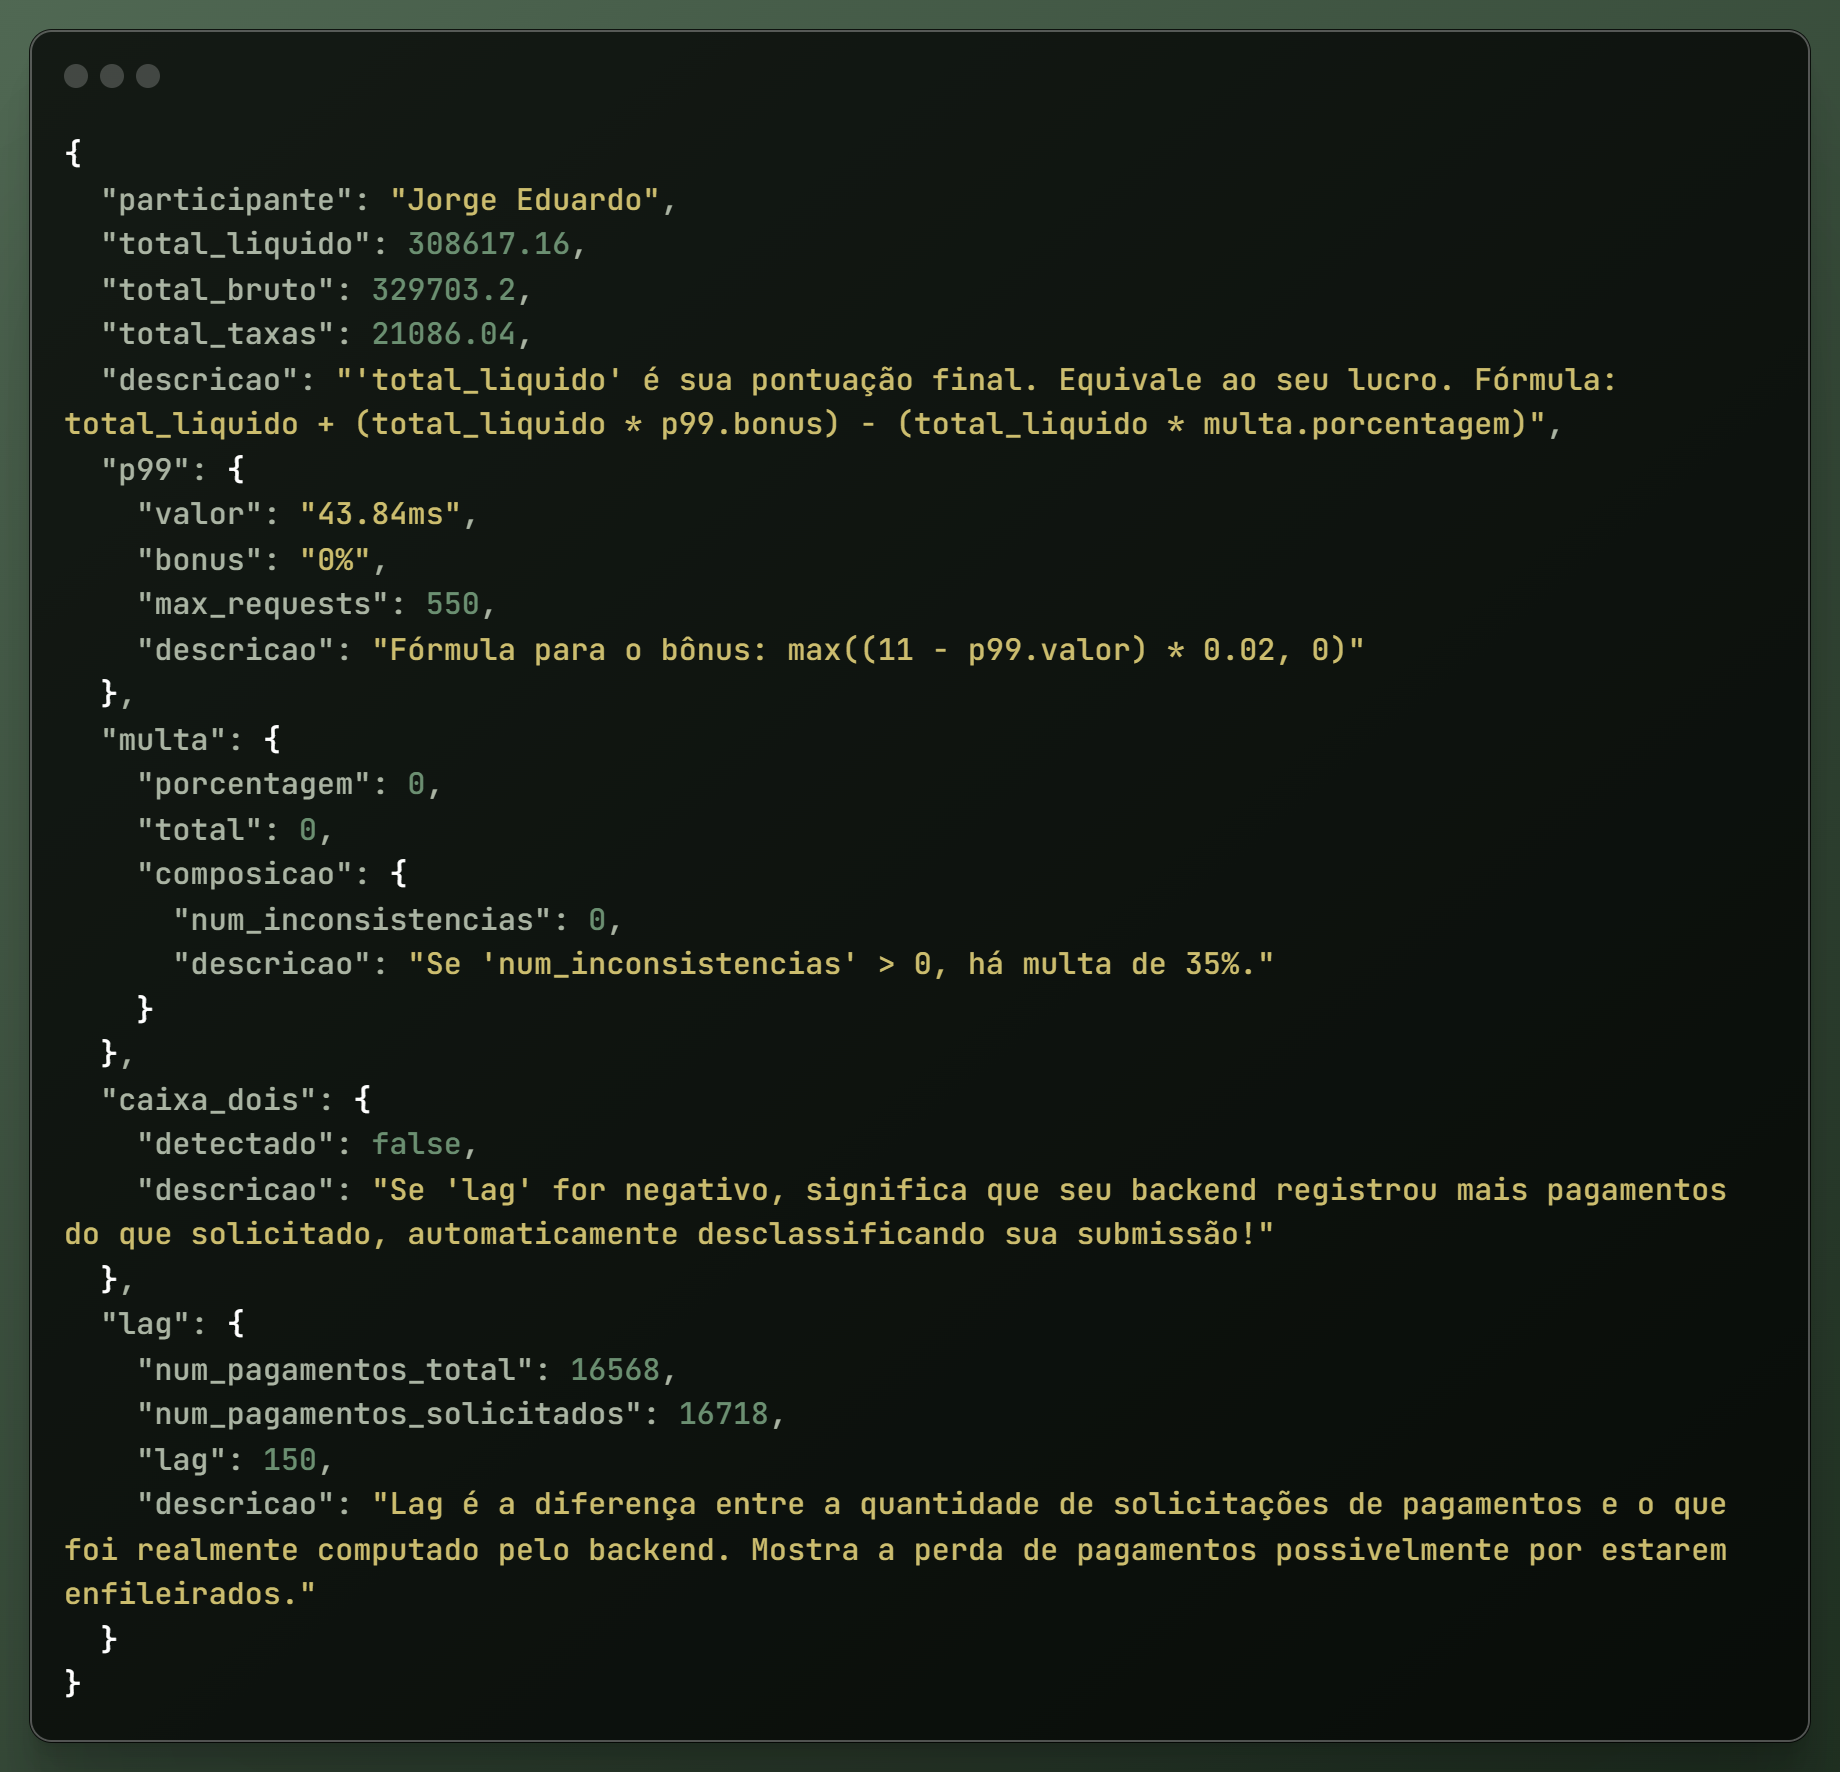 {
  "participante": "Jorge Eduardo",
  "total_liquido": 308617.16,
  "total_bruto": 329703.2,
  "total_taxas": 21086.04,
  "descricao": "'total_liquido' é sua pontuação final. Equivale ao seu lucro. Fórmula:
total_liquido + (total_liquido * p99.bonus) - (total_liquido * multa.porcentagem)",
  "p99": {
    "valor": "43.84ms",
    "bonus": "0%",
    "max_requests": 550,
    "descricao": "Fórmula para o bônus: max((11 - p99.valor) * 0.02, 0)"
  },
  "multa": {
    "porcentagem": 0,
    "total": 0,
    "composicao": {
      "num_inconsistencias": 0,
      "descricao": "Se 'num_inconsistencias' > 0, há multa de 35%."
    }
  },
  "caixa_dois": {
    "detectado": false,
    "descricao": "Se 'lag' for negativo, significa que seu backend registrou mais pagamentos
do que solicitado, automaticamente desclassificando sua submissão!"
  },
  "lag": {
    "num_pagamentos_total": 16568,
    "num_pagamentos_solicitados": 16718,
    "lag": 150,
    "descricao": "Lag é a diferença entre a quantidade de solicitações de pagamentos e o que
foi realmente computado pelo backend. Mostra a perda de pagamentos possivelmente por estarem
enfileirados."
  }
}